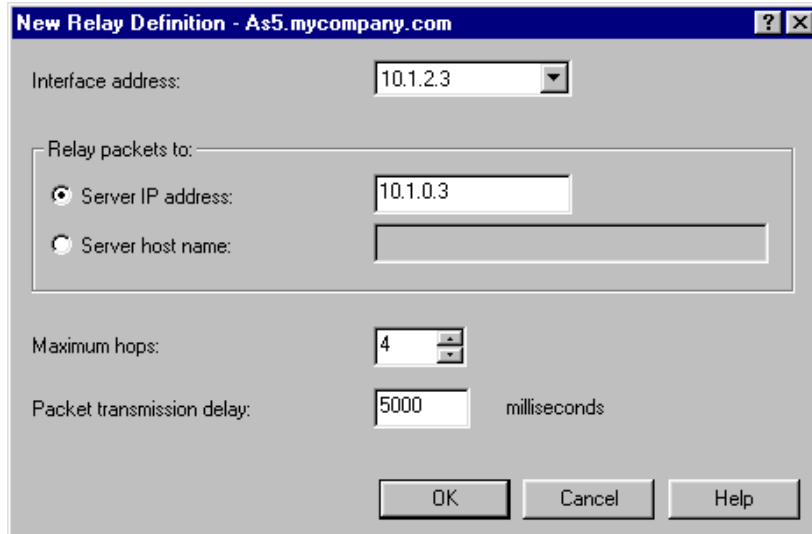 New Relay Definition - As5.mycompany.com
Interface address: 10.1.2.3
Relay packets to:
Server IP address: 10.1.0.3
Server host name:
Maximum hops: 4
Packet transmission delay: 5000 milliseconds
OK Cancel Help